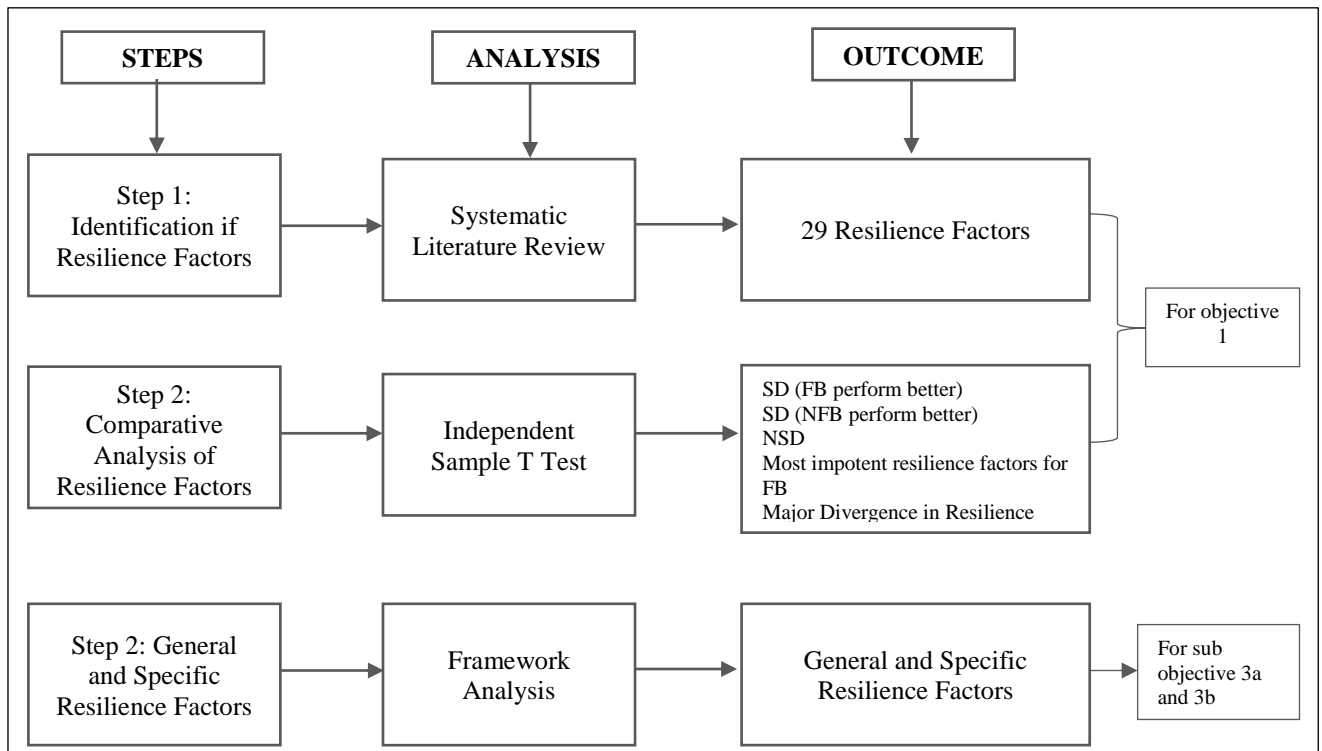 STEPS
ANALYSIS
OUTCOME
Step 1:
Identification if
Resilience Factors
Systematic
Literature Review
29 Resilience Factors
For objective
1
Step 2:
Comparative
Analysis of
Resilience Factors
Independent
Sample T Test
SD (FB perform better)
SD (NFB perform better)
NSD
Most impotent resilience factors for
FB
Major Divergence in Resilience
Step 2: General
and Specific
Resilience Factors
Framework
Analysis
General and Specific
Resilience Factors
For sub
objective 3a
and 3b